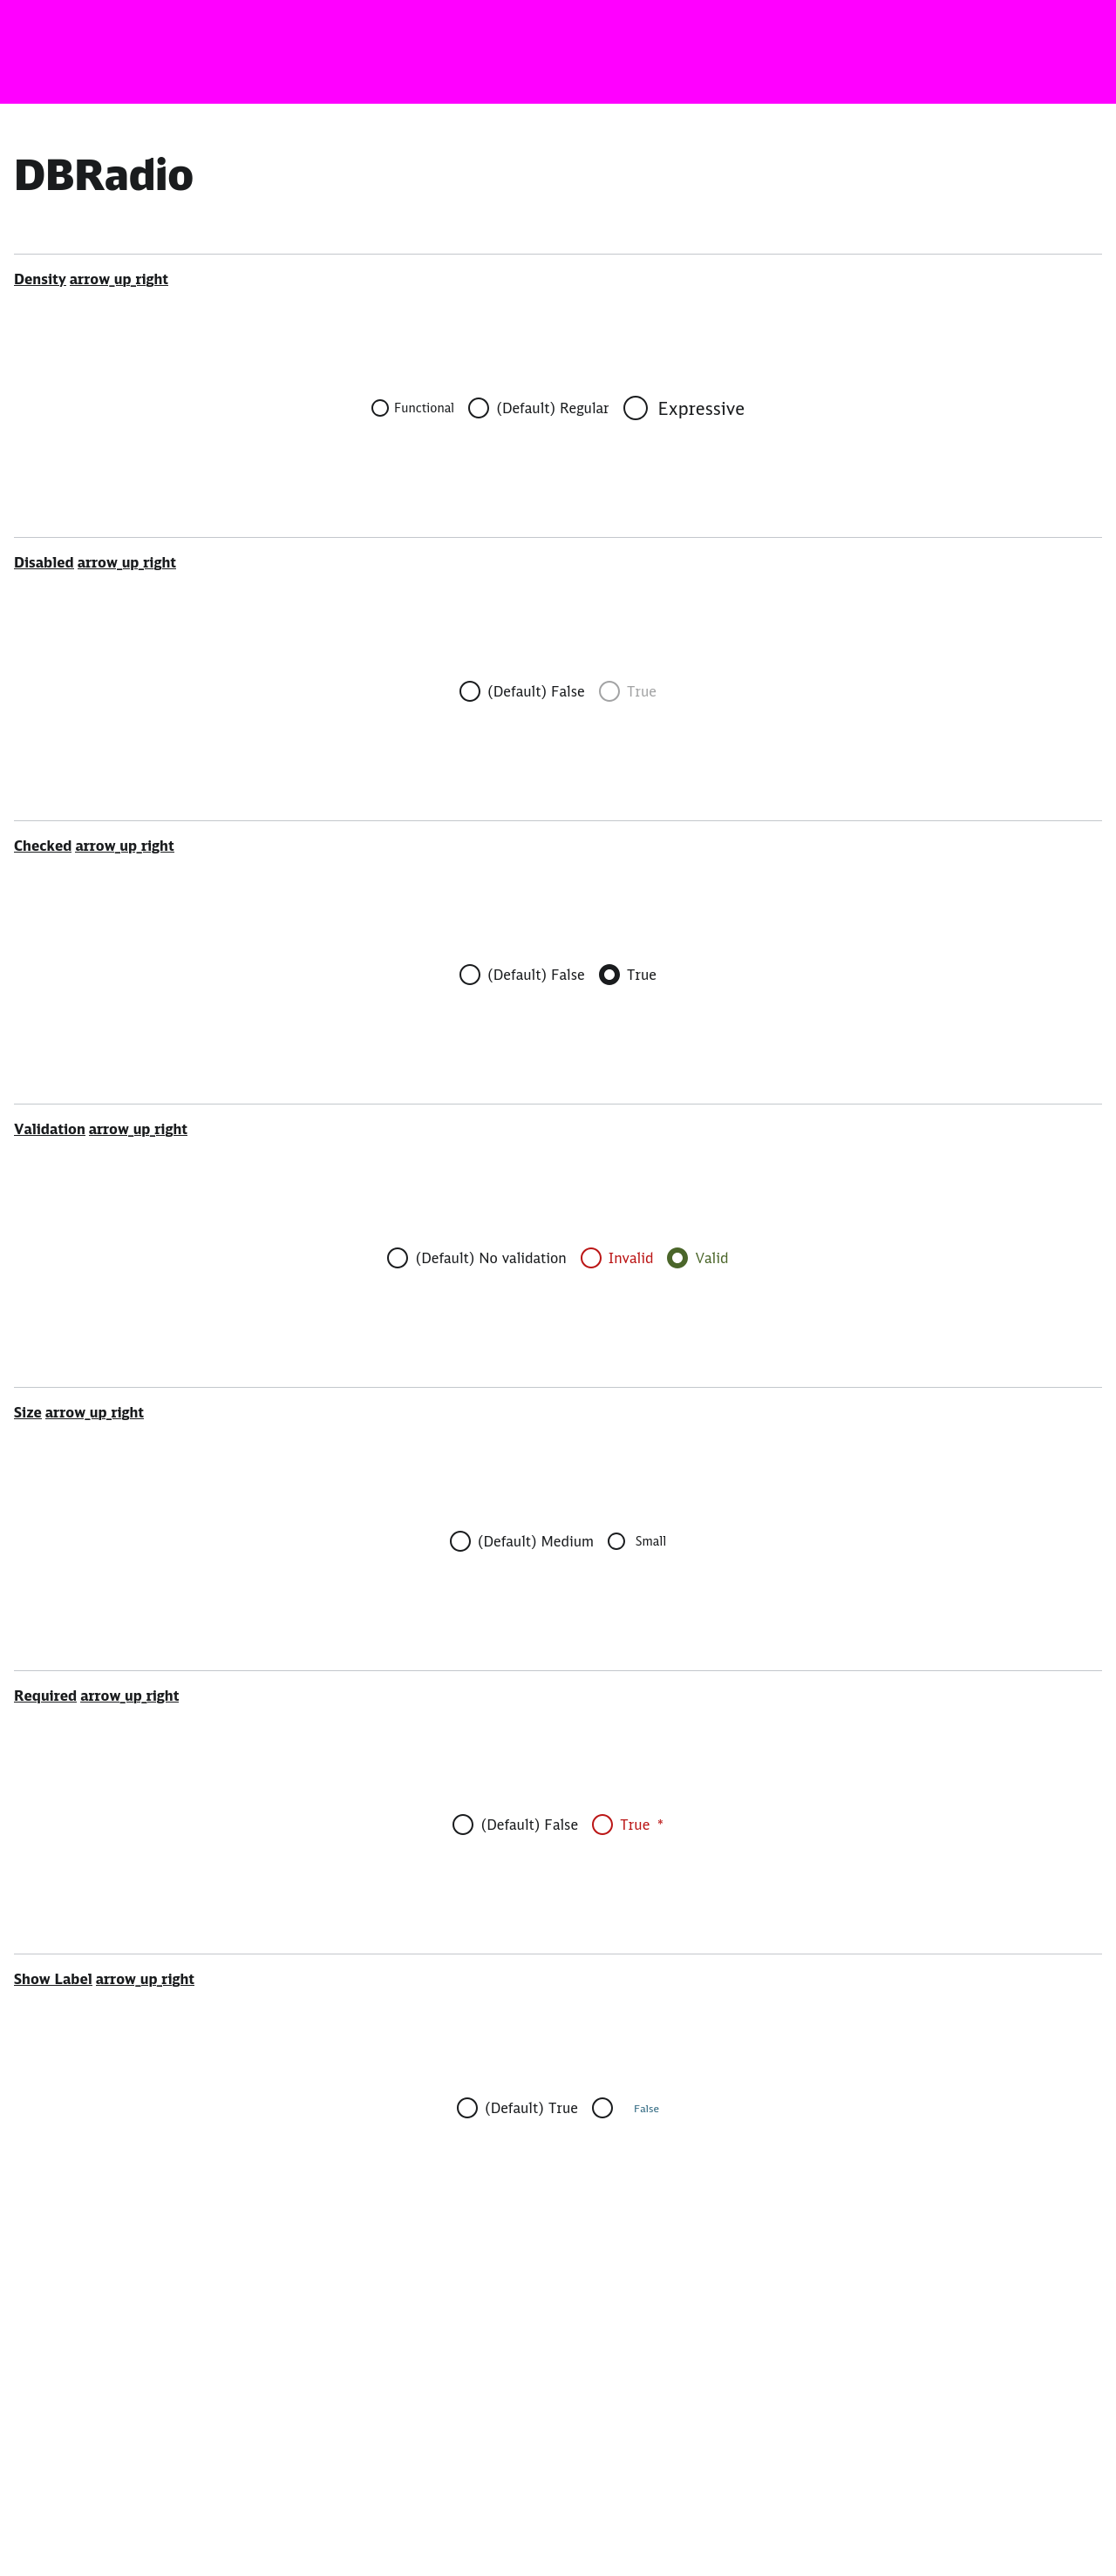 DBRadio
Density arrow_up_right
Functional (Default) Regular Expressive
Disabled arrow_up_right
(Default) False True
Checked arrow_up_right
(Default) False True
Validation arrow_up_right
(Default) No validation Invalid Valid
Size arrow_up_right
(Default) Medium Small
Required arrow_up_right
(Default) False True *
Show Label arrow_up_right
(Default) True False